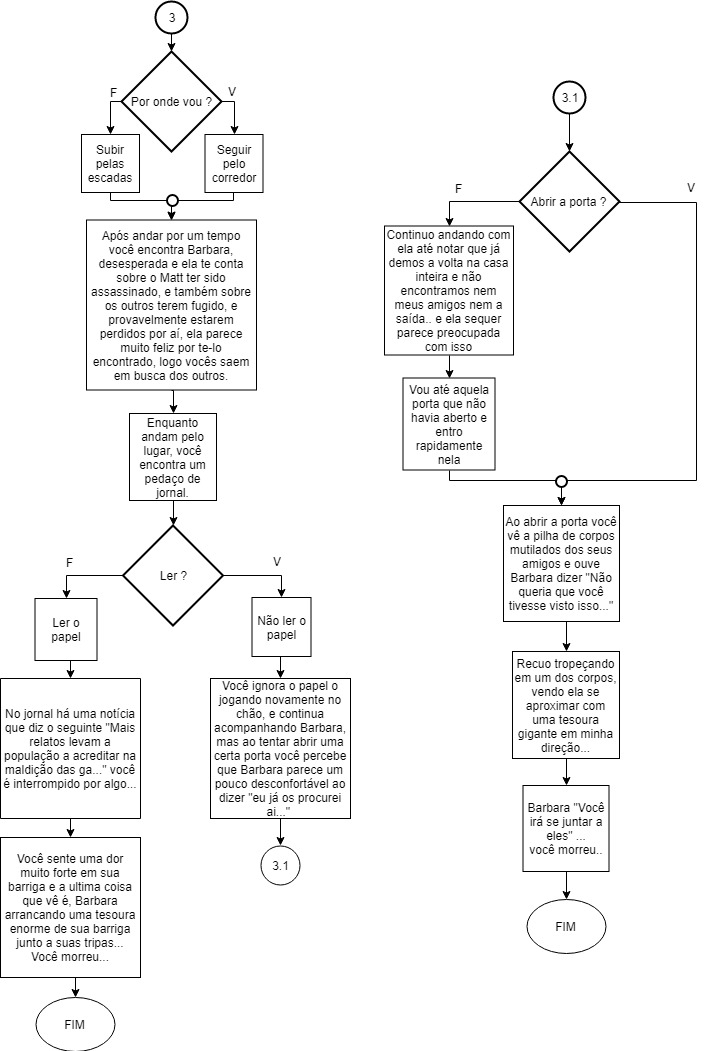 3
Por onde vou ?
F
V
Subir
pelas
escadas
Seguir
pelo
corredor
Após andar por um tempo
você encontra Barbara,
desesperada e ela te conta
sobre o Matt ter sido
assassinado, e também sobre
os outros terem fugido, e
provavelmente estarem
perdidos por aí, ela parece
muito feliz por te-lo
encontrado, logo vocês saem
em busca dos outros.
Enquanto
andam pelo
lugar, você
encontra um
pedaço de
jornal.
Ler ?
F
V
Ler o
papel
Não ler o
papel
No jornal há uma notícia
que diz o seguinte "Mais
relatos levam a
população a acreditar na
maldição das ga..." você
é interrompido por algo...
Você sente uma dor
muito forte em sua
barriga e a ultima coisa
que vê é, Barbara
arrancando uma tesoura
enorme de sua barriga
junto a suas tripas...
Você morreu...
FIM
Você ignora o papel o
jogando novamente no
chão, e continua
acompanhando Barbara,
mas ao tentar abrir uma
certa porta você percebe
que Barbara parece um
pouco desconfortável ao
dizer "eu já os procurei
ai..."
3.1
3.1
Abrir a porta ?
F
V
Continuo andando com
ela até notar que já
demos a volta na casa
inteira e não
encontramos nem
meus amigos nem a
saída.. e ela sequer
parece preocupada
com isso
Vou até aquela
porta que não
havia aberto e
entro
rapidamente
nela
Ao abrir a porta você
vê a pilha de corpos
mutilados dos seus
amigos e ouve
Barbara dizer "Não
queria que você
tivesse visto isso..."
Recuo tropeçando
em um dos corpos,
vendo ela se
aproximar com
uma tesoura
gigante em minha
direção...
Barbara "Você
irá se juntar a
eles" ...
você morreu..
FIM